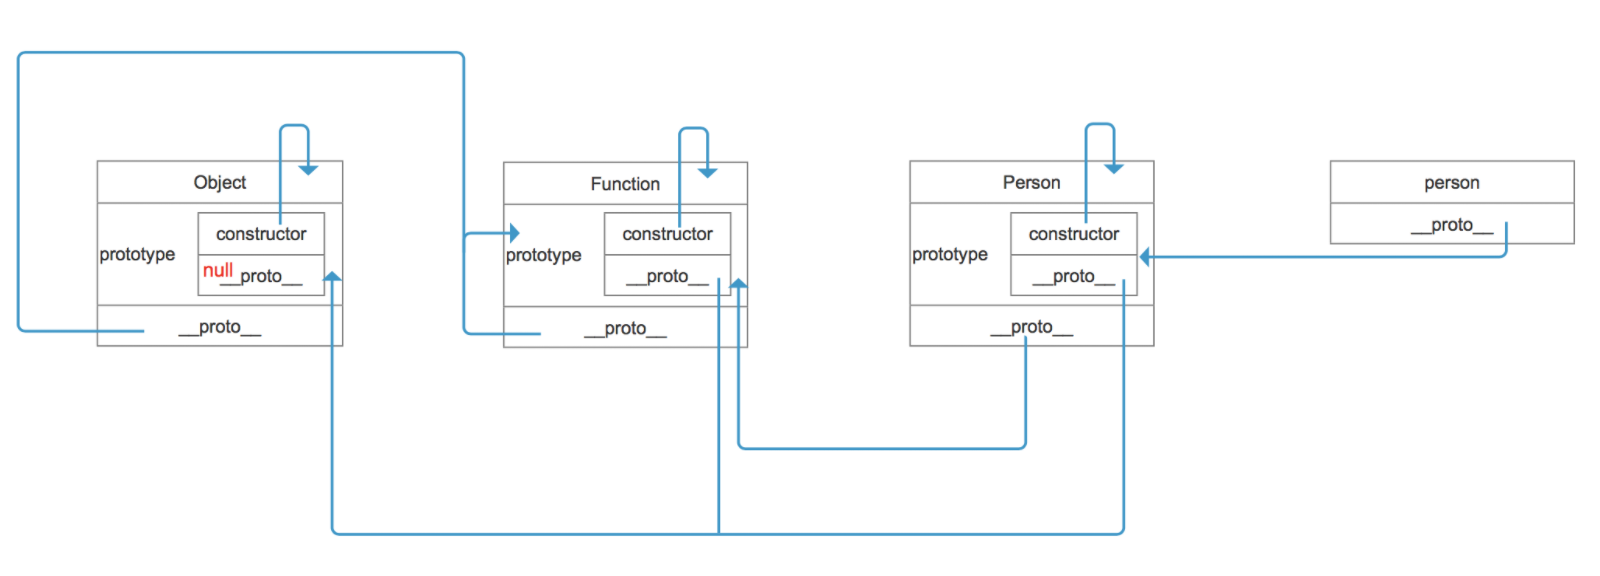 Object
constructor
prototype
null
__proto__
__proto__
Function
constructor
prototype
__proto__
__proto__
Person
constructor
prototype
__proto__
__proto__
person
__proto__